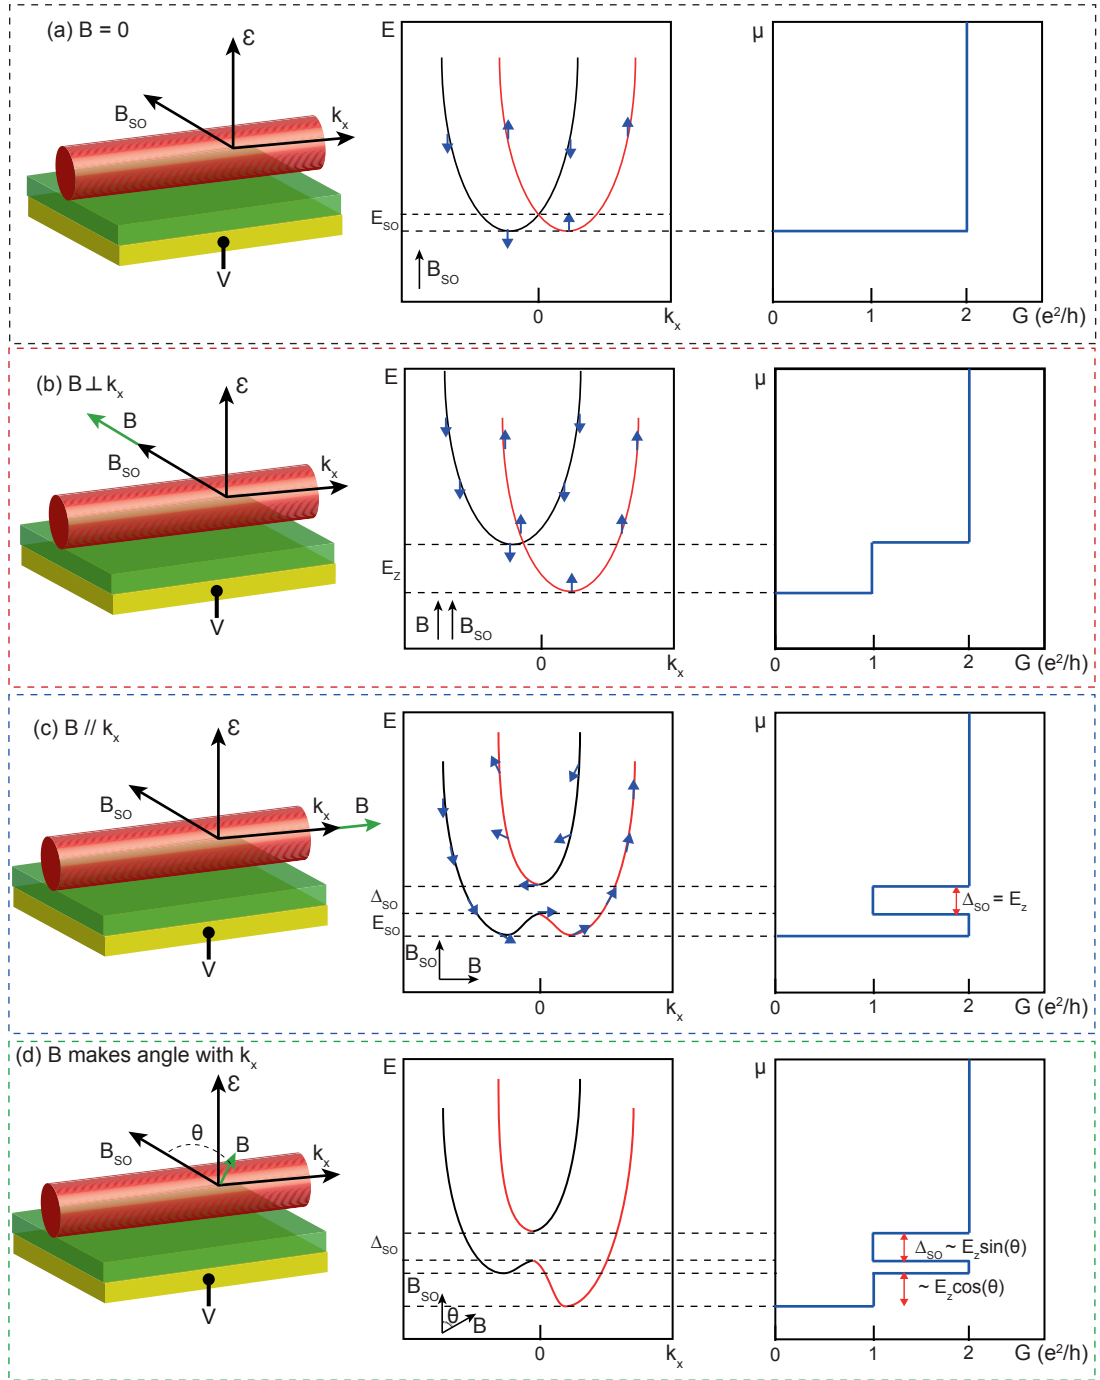 (a) B = 0
ε
B_SO
k_x
V
E
E_SO
B_SO
0
k_x
μ
0 1 2 G (e²/h)
(b) B ⊥ k_x
ε
B
B_SO
k_x
V
E
E_Z
B B_SO
0
k_x
μ
0 1 2 G (e²/h)
(c) B // k_x
ε
B_SO
k_x
B
V
E
Δ_SO
E_SO
B_SO
B
0
k_x
μ
Δ_SO = E_z
0 1 2 G (e²/h)
(d) B makes angle with k_x
ε
θ
B
B_SO
k_x
V
E
Δ_SO
B_SO
θ
B
0
k_x
μ
Δ_SO ~ E_z sin(θ)
~ E_z cos(θ)
0 1 2 G (e²/h)